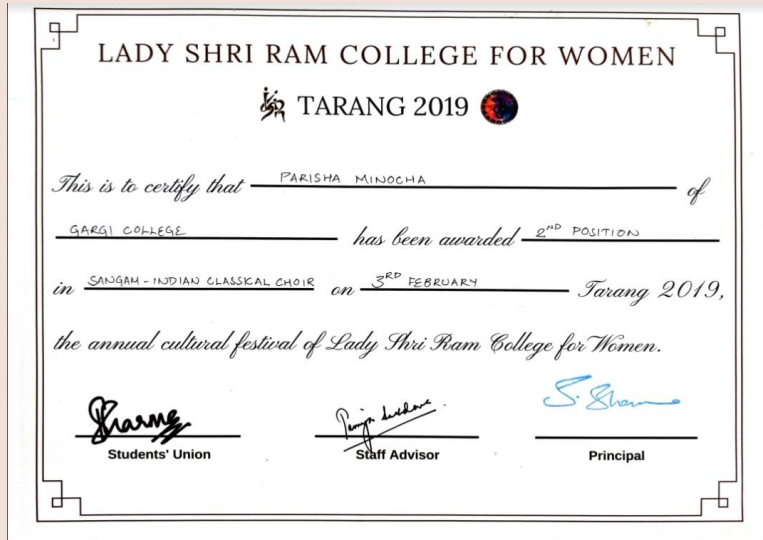 LADY SHRI RAM COLLEGE FOR WOMEN
TARANG 2019
This is to certify that PARISHA MINOCHA of
GARGI COLLEGE has been awarded 2ND POSITION
in SANGAM - INDIAN CLASSICAL CHOIR on 3RD FEBRUARY Tarang 2019,
the annual cultural festival of Lady Shri Ram College for Women.
Students' Union Staff Advisor Principal